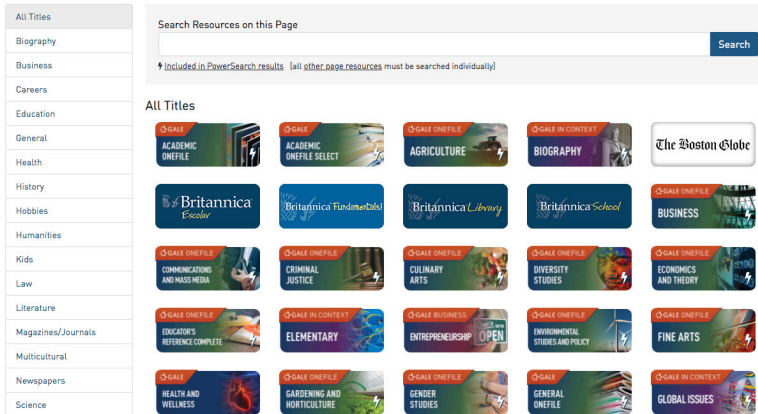 All Titles
Biography
Business
Careers
Education
General
Health
History
Hobbies
Humanities
Kids
Law
Literature
Magazines/Journals
Multicultural
Newspapers
Science
Search Resources on this Page
Search
Included in PowerSearch results [all other page resources must be searched individually]
All Titles
GALE
ACADEMIC
ONEFILE
GALE
ACADEMIC
ONEFILE SELECT
GALE ONEFILE
AGRICULTURE
GALE IN CONTEXT
BIOGRAPHY
The Boston Globe
Britannica
Escolar
Britannica Fundamentals!
Britannica Library
Britannica School
GALE ONEFILE
BUSINESS
GALE ONEFILE
COMMUNICATIONS
AND MASS MEDIA
GALE ONEFILE
CRIMINAL
JUSTICE
GALE ONEFILE
CULINARY
ARTS
GALE ONEFILE
DIVERSITY
STUDIES
GALE ONEFILE
ECONOMICS
AND THEORY
GALE ONEFILE
EDUCATOR'S
REFERENCE COMPLETE
GALE IN CONTEXT
ELEMENTARY
GALE BUSINESS
ENTREPRENEURSHIP
OPEN
GALE ONEFILE
ENVIRONMENTAL
STUDIES AND POLICY
GALE ONEFILE
FINE ARTS
GALE
HEALTH AND
WELLNESS
GALE ONEFILE
GARDENING AND
HORTICULTURE
GALE ONEFILE
GENDER
STUDIES
GALE
GENERAL
ONEFILE
GALE IN CONTEXT
GLOBAL ISSUES